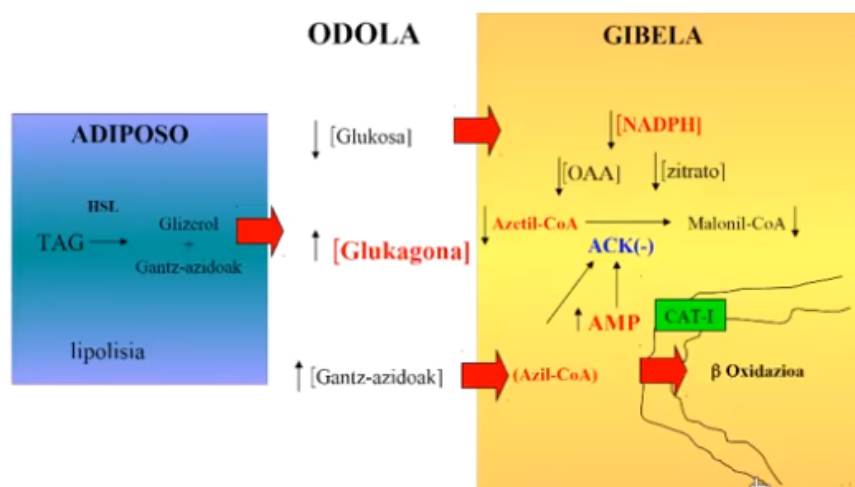 ODOLA
GIBELA
ADIPOSO
HSL
TAG
Glizerol
+
Gantz-azidoak
lipolisia
↓[Glukosa]
↑[Glukagona]
↑[Gantz-azidoak]
↓[NADPH]
↓[OAA]
↓[zitrato]
↓Azetil-CoA
Malonil-CoA↓
ACK(-)
↑AMP
CAT-I
(Azil-CoA)
β Oxidazioa